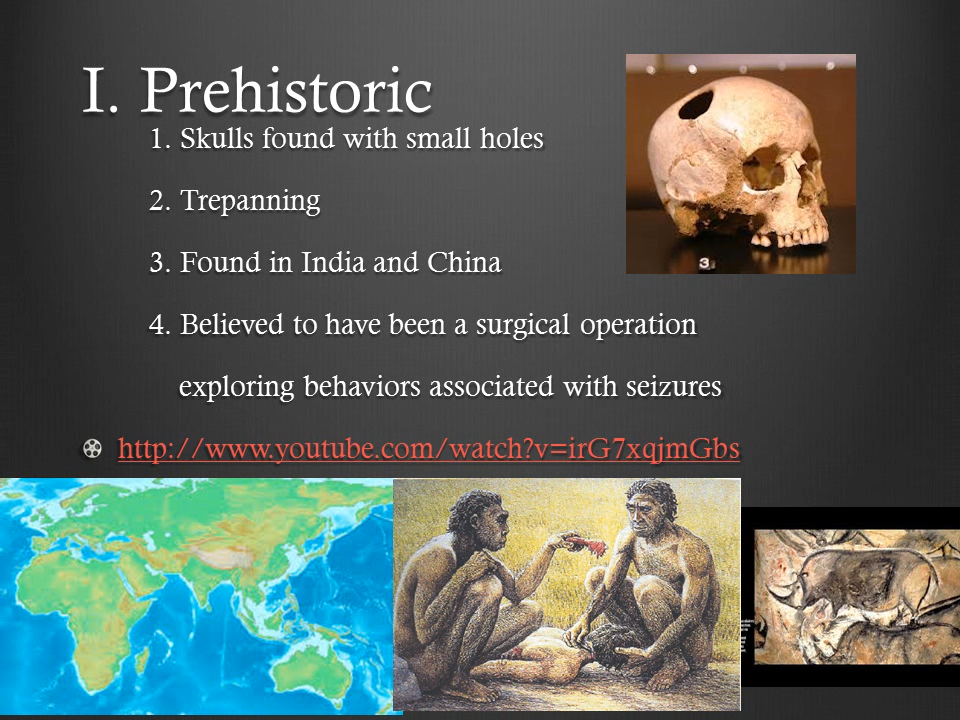 I. Prehistoric
1. Skulls found with small holes
2. Trepanning
3. Found in India and China
4. Believed to have been a surgical operation
exploring behaviors associated with seizures
http://www.youtube.com/watch?v=irG7xqjmGbs
3